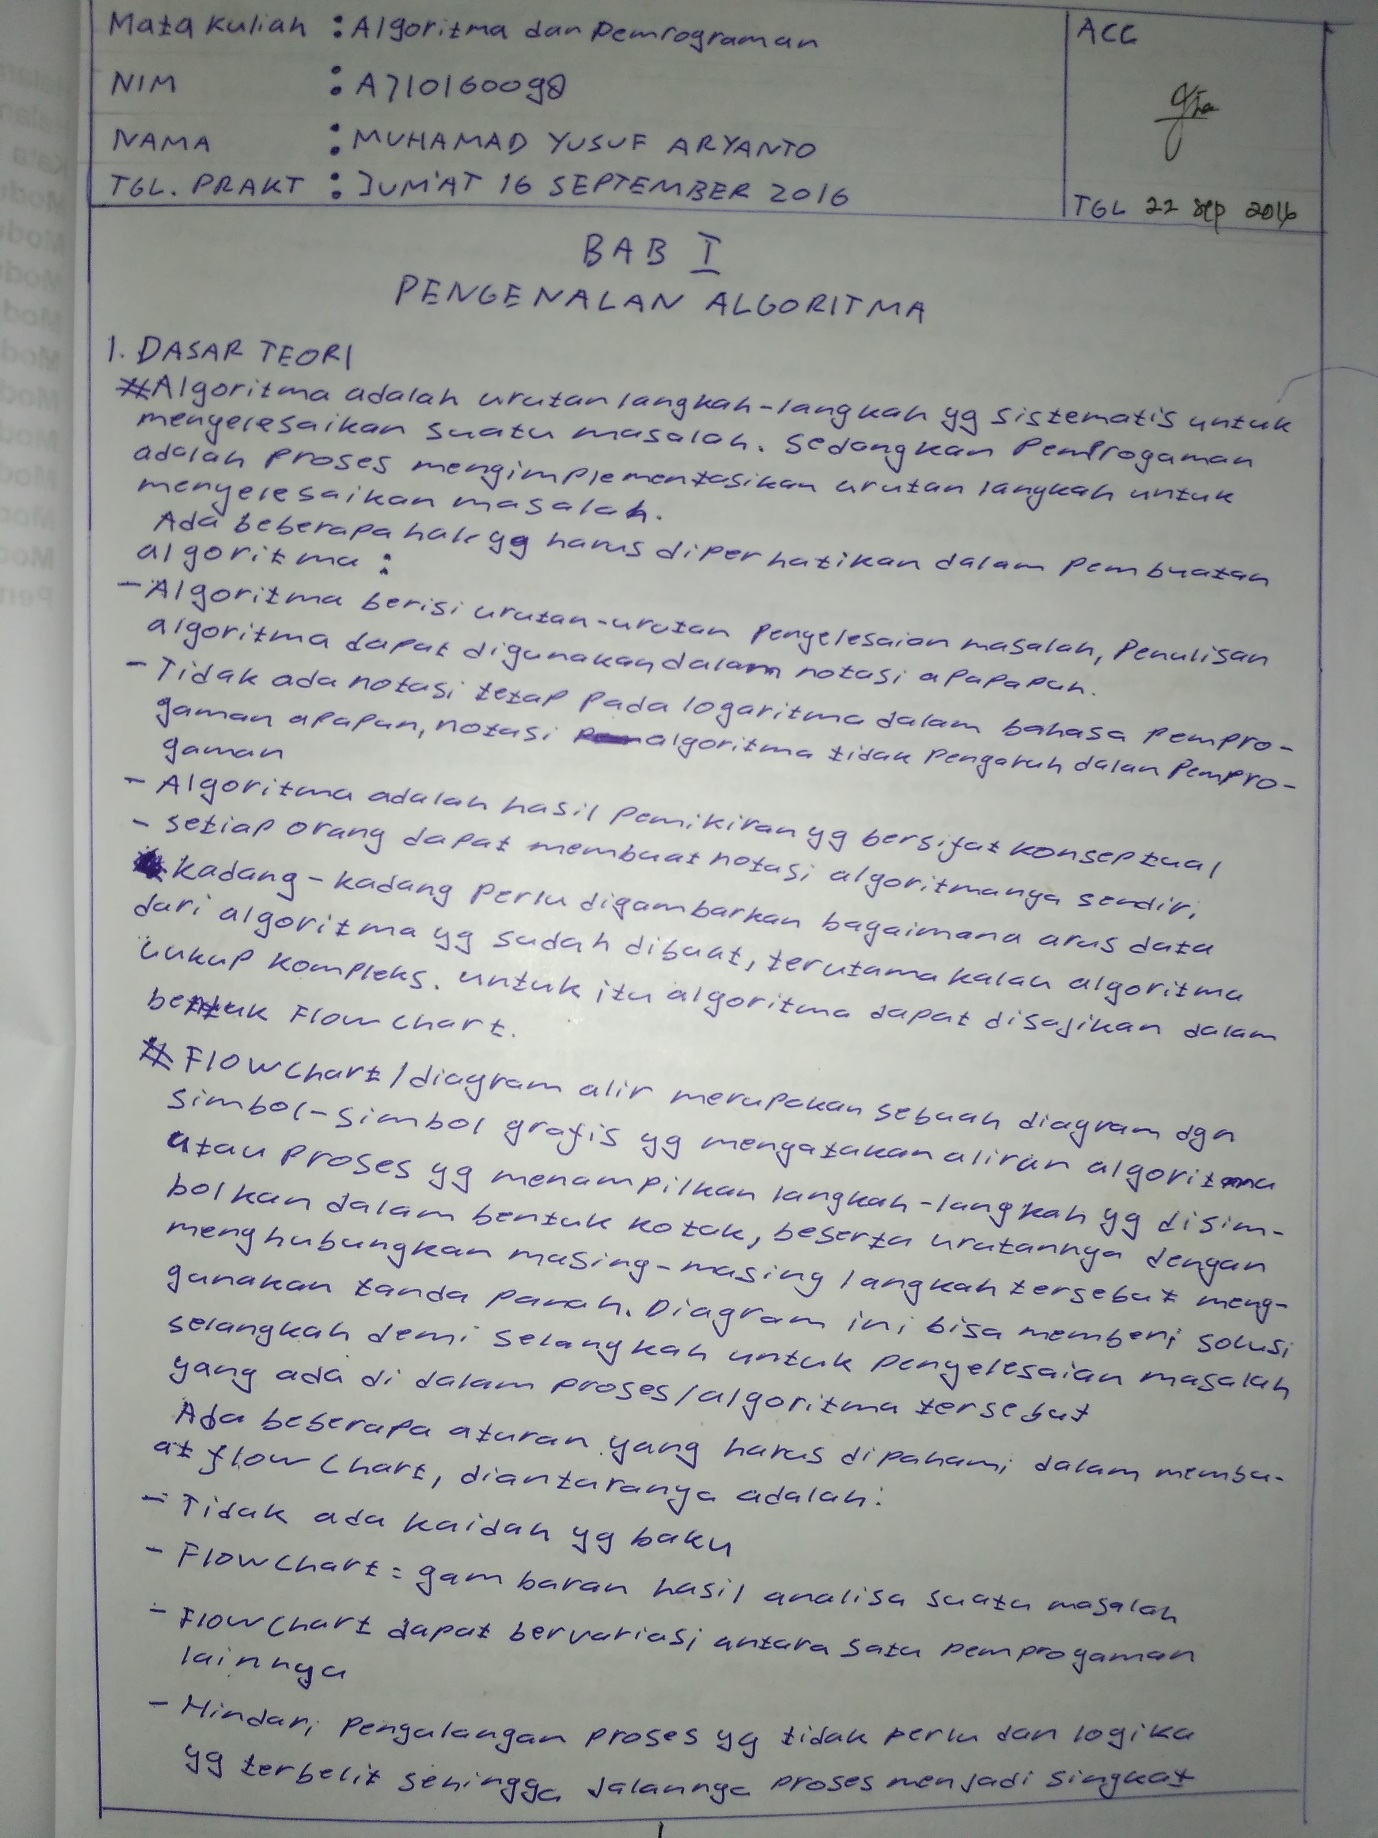 Mata kuliah : Algoritma dan Pemrograman
ACC
NIM : A710160098
NAMA : MUHAMAD YUSUF ARYANTO
TGL. PRAKT : JUM'AT 16 SEPTEMBER 2016
TGL 22 Sep 2016
BAB I
PENGENALAN ALGORITMA
1. DASAR TEORI
# Algoritma adalah urutan langkah-langkah yg sistematis untuk
menyelesaikan suatu masalah. Sedangkan Pemrogaman
adalah proses mengimplementasikan urutan langkah untuk
menyelesaikan masalah.
Ada beberapa hal yg harus diperhatikan dalam Pembuatan
algoritma :
- Algoritma berisi urutan-urutan Penyelesaian masalah, Penulisan
algoritma dapat digunakan dalam notasi apapapun.
- Tidak ada notasi tetap pada logaritma dalam bahasa pempro-
gaman apapun, notasi algoritma tidak pengaruh dalan Pempro-
gaman
- Algoritma adalah hasil pemikiran yg bersifat konseptual
- setiap orang dapat membuat notasi algoritmanya sendiri
Kadang-kadang perlu digambarkan bagaimana arus data
dari algoritma yg sudah dibuat, terutama kalau algoritma
cukup kompleks. untuk itu algoritma dapat disajikan dalam
bentuk Flowchart.
# Flowchart/diagram alir merupakan sebuah diagram dgn
simbol-simbol grafis yg mengatakan aliran algoritma
atau proses yg menampilkan langkah-langkah yg disim-
bolkan dalam bentuk kotak, beserta urutannya dengan
menghubungkan masing-masing langkah tersebut meng-
gunakan tanda panah. Diagram ini bisa memberi solusi
selangkah demi selangkah untuk penyelesaian masalah
yang ada di dalam proses/algoritma tersebut
Ada beberapa aturan yang harus dipahami dalam membu-
at flowchart, diantaranya adalah:
- Tidak ada kaidah yg baku
- Flowchart = gambaran hasil analisa suatu masalah
- Flowchart dapat bervariasi antara satu pemprogaman
lainnya
- Hindari pengulangan proses yg tidak perlu dan logika
yg terbelit sehingga jalannya proses menjadi singkat
1